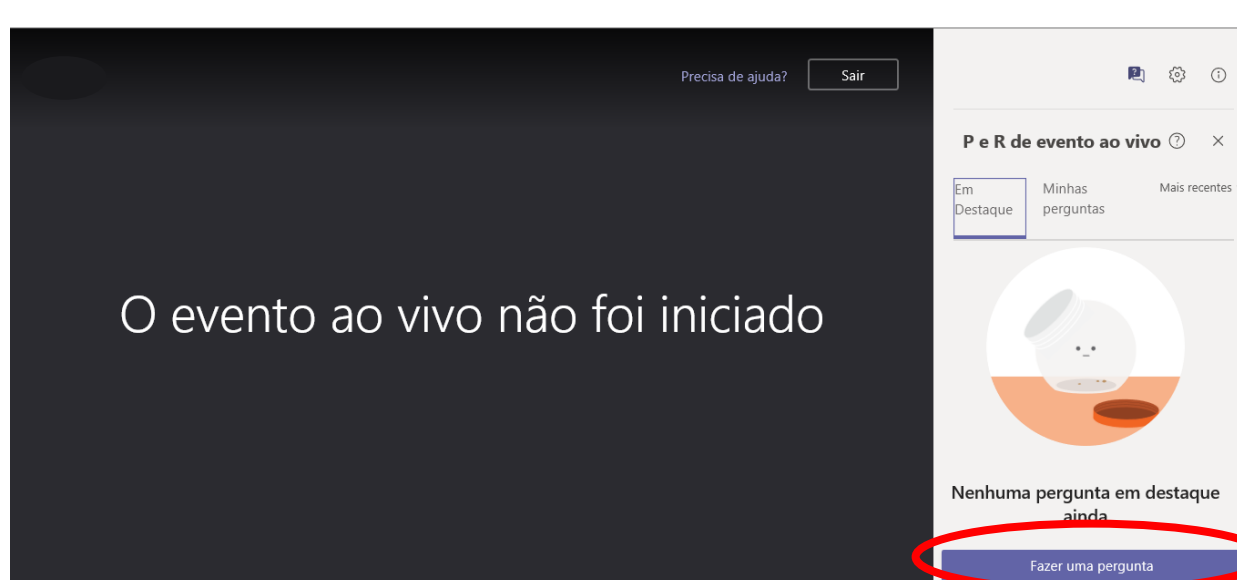 Precisa de ajuda? Sair
O evento ao vivo não foi iniciado
P e R de evento ao vivo
Em
Destaque
Minhas
perguntas
Mais recentes
Nenhuma pergunta em destaque
ainda
Fazer uma pergunta